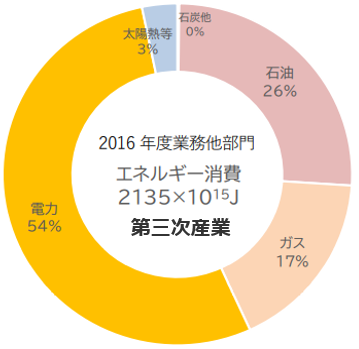 石炭他
0%
太陽熱等
3%
石油
26%
2016 年度業務他部門
エネルギー消費
2135×10¹⁵J
第三次産業
電力
54%
ガス
17%